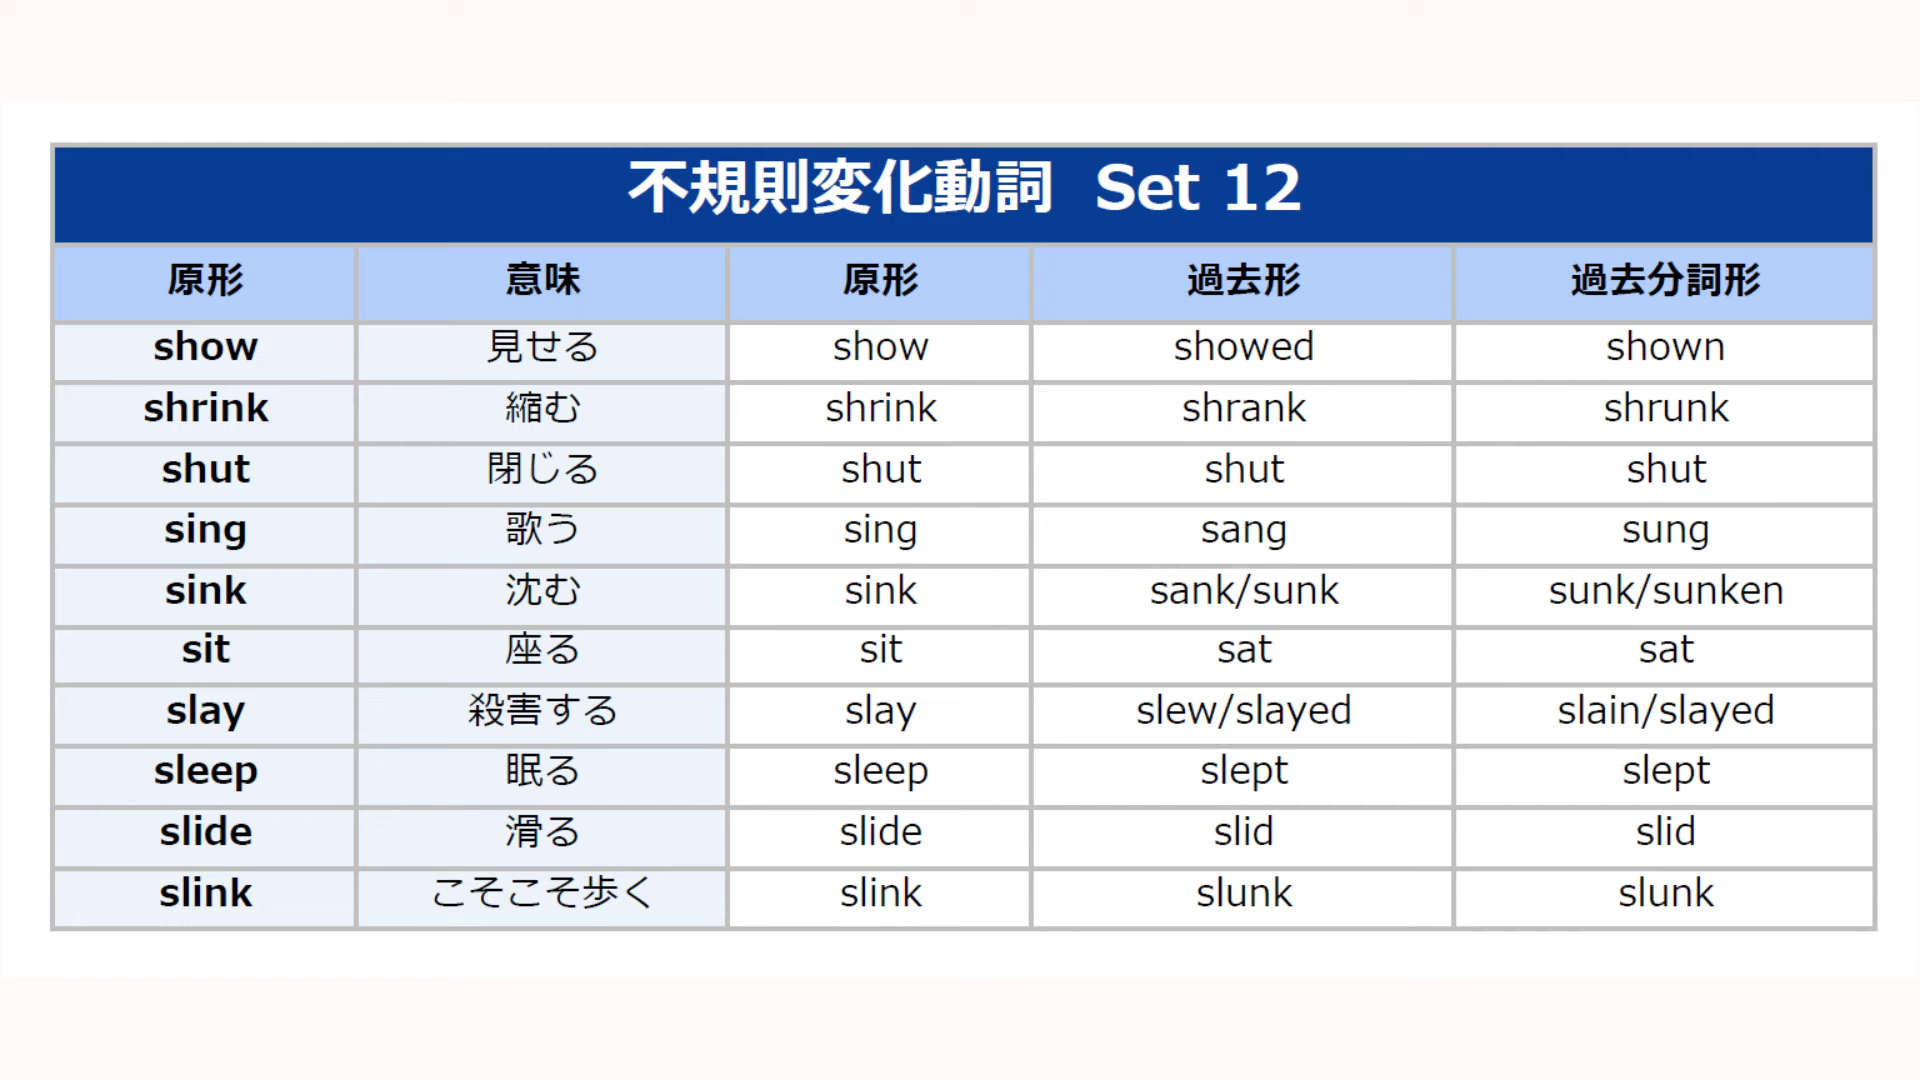 不規則変化動詞 Set 12
原形 意味 原形 過去形 過去分詞形
show 見せる show showed shown
shrink 縮む shrink shrank shrunk
shut 閉じる shut shut shut
sing 歌う sing sang sung
sink 沈む sink sank/sunk sunk/sunken
sit 座る sit sat sat
slay 殺害する slay slew/slayed slain/slayed
sleep 眠る sleep slept slept
slide 滑る slide slid slid
slink こそこそ歩く slink slunk slunk